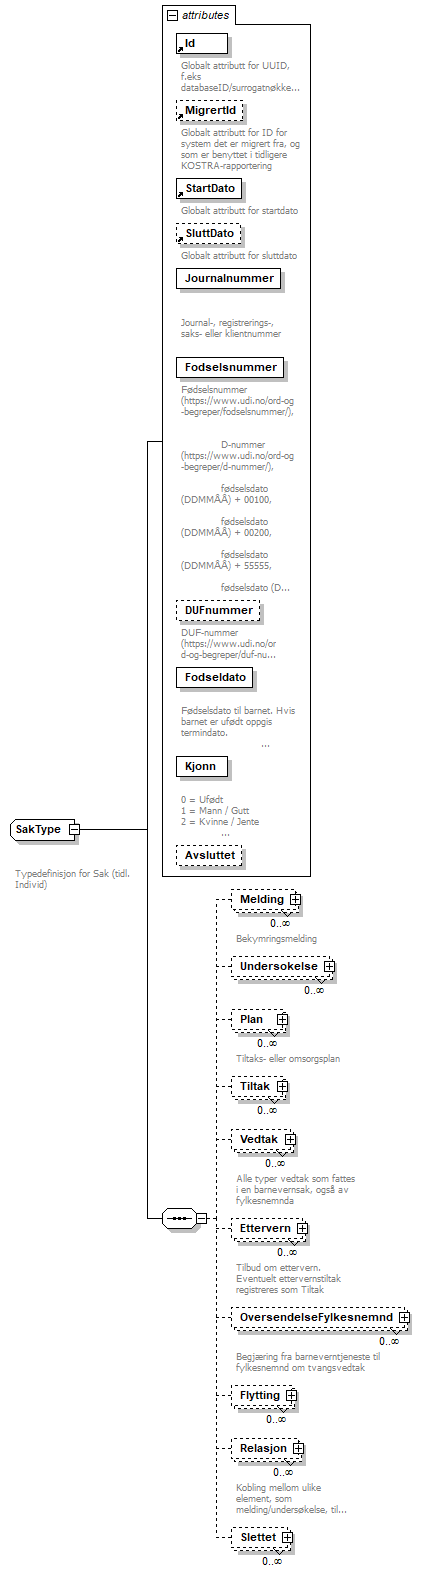 attributes
Id
Globalt attributt for UUID,
f.eks
databaseID/surrogatnøkke...
MigrertId
Globalt attributt for ID for
system det er migrert fra, og
som er benyttet i tidligere
KOSTRA-rapportering
StartDato
Globalt attributt for startdato
SluttDato
Globalt attributt for sluttdato
Journalnummer
Journal-, registrerings-,
saks- eller klientnummer
Fodselsnummer
Fødselsnummer
(https://www.udi.no/ord-og
-begreper/fodselsnummer/),
D-nummer
(https://www.udi.no/ord-og
-begreper/d-nummer/),
fødselsdato
(DDMMÅÅ) + 00100,
fødselsdato
(DDMMÅÅ) + 00200,
fødselsdato
(DDMMÅÅ) + 55555,
fødselsdato (D...
DUFnummer
DUF-nummer
(https://www.udi.no/or
d-og-begreper/duf-nu...
Fodseldato
Fødselsdato til barnet. Hvis
barnet er ufødt oppgis
termindato.
...
Kjonn
0 = Ufødt
1 = Mann / Gutt
2 = Kvinne / Jente
...
Avsluttet
SakType
Typedefinisjon for Sak (tidl.
Individ)
Melding
0..∞
Bekymringsmelding
Undersokelse
0..∞
Plan
0..∞
Tiltaks- eller omsorgsplan
Tiltak
0..∞
Vedtak
0..∞
Alle typer vedtak som fattes
i en barnevernsak, også av
fylkesnemnda
Ettervern
0..∞
Tilbud om ettervern.
Eventuelt ettervernstiltak
registreres som Tiltak
OversendelseFylkesnemnd
0..∞
Begjæring fra barneverntjeneste til
fylkesnemnd om tvangsvedtak
Flytting
0..∞
Relasjon
0..∞
Kobling mellom ulike
element, som
melding/undersøkelse, til...
Slettet
0..∞